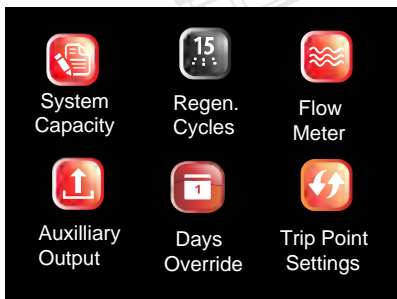 15
System
Capacity
Regen.
Cycles
Flow
Meter
1
Auxilliary
Output
Days
Override
Trip Point
Settings